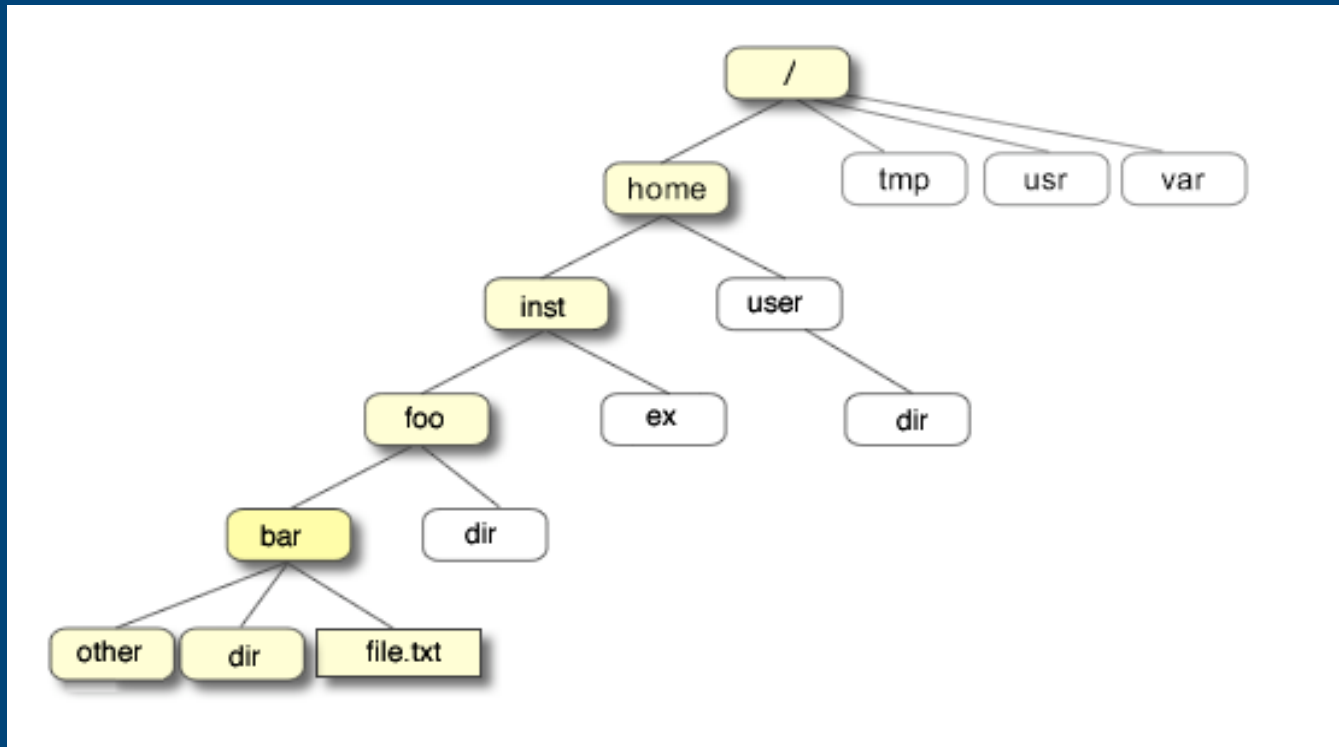 /
home
tmp
usr
var
inst
user
foo
ex
dir
bar
dir
other
dir
file.txt